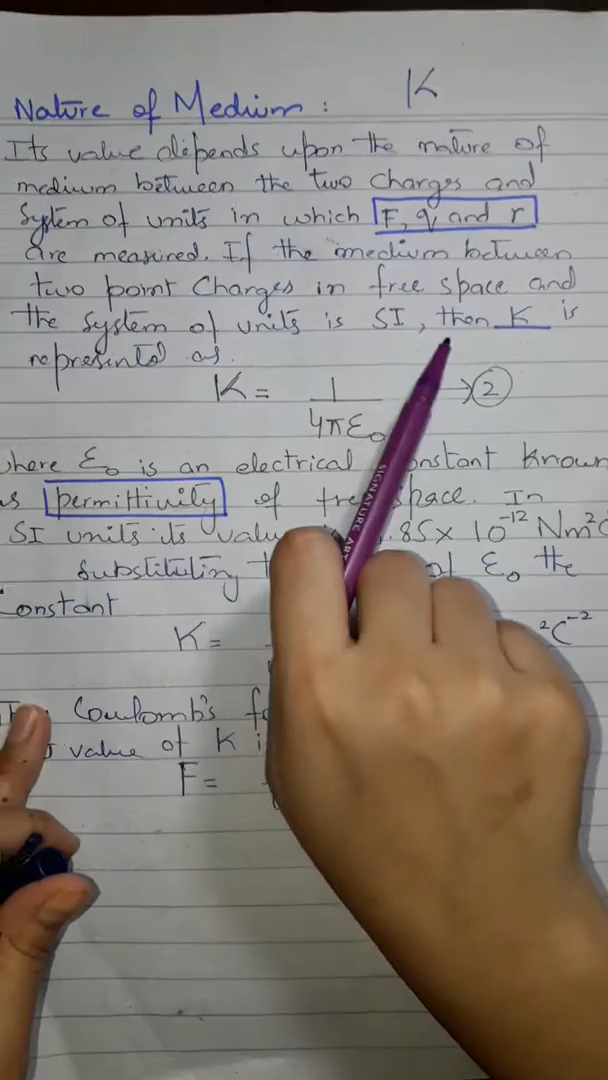 K
Nature of Medium:
Its value depends upon the nature of
medium between the two Charges and
System of units in which F, q and r
are measured. If the medium between
two point Charges in free space and
the system of units is SI, then K is
represented as.
K = 1/4πε₀ → ②
where ε₀ is an electrical constant known
as permittivity of free space. In
SI units its value .85 × 10⁻¹² Nm²C
Substituting of ε₀ the
Constant
K = ²C⁻²
Coulomb's
value of K
F =
SIGNATURE